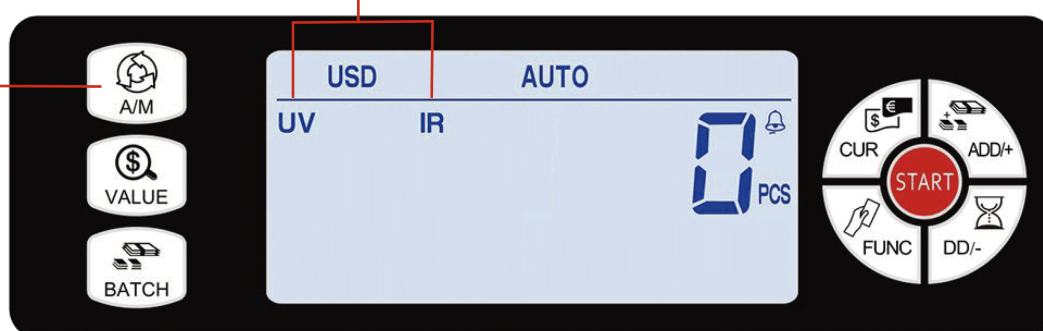 A/M
VALUE
BATCH
USD AUTO
UV IR
0 PCS
CUR
ADD/+
START
FUNC
DD/-